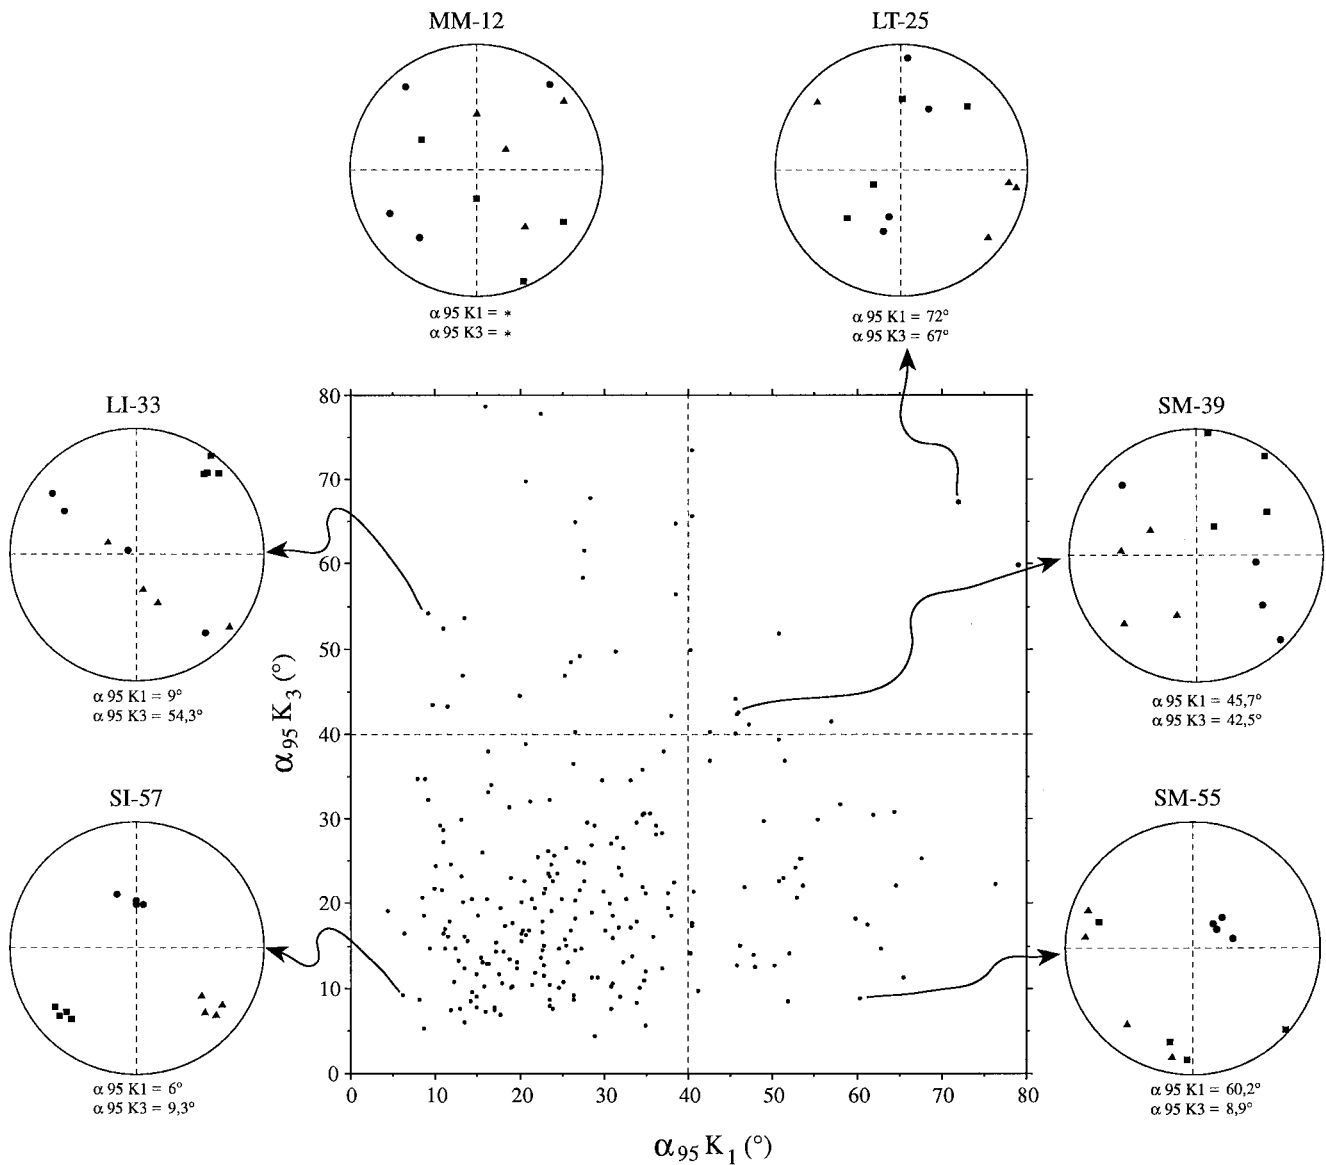 MM-12
LT-25
α 95 K1 = *
α 95 K3 = *
α 95 K1 = 72°
α 95 K3 = 67°
LI-33
α 95 K1 = 9°
α 95 K3 = 54,3°
SM-39
α 95 K1 = 45,7°
α 95 K3 = 42,5°
SI-57
α 95 K1 = 6°
α 95 K3 = 9,3°
SM-55
α 95 K1 = 60,2°
α 95 K3 = 8,9°
80
70
60
50
40
30
20
10
0
α95 K3 (°)
0 10 20 30 40 50 60 70 80
α95 K1 (°)